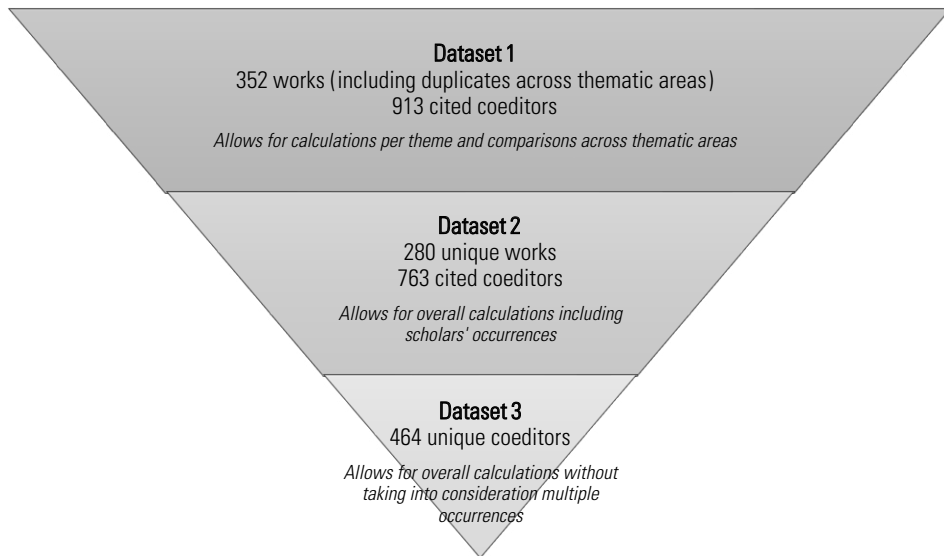 Dataset 1
352 works (including duplicates across thematic areas)
913 cited coeditors
Allows for calculations per theme and comparisons across thematic areas
Dataset 2
280 unique works
763 cited coeditors
Allows for overall calculations including
scholars' occurrences
Dataset 3
464 unique coeditors
Allows for overall calculations without
taking into consideration multiple
occurrences